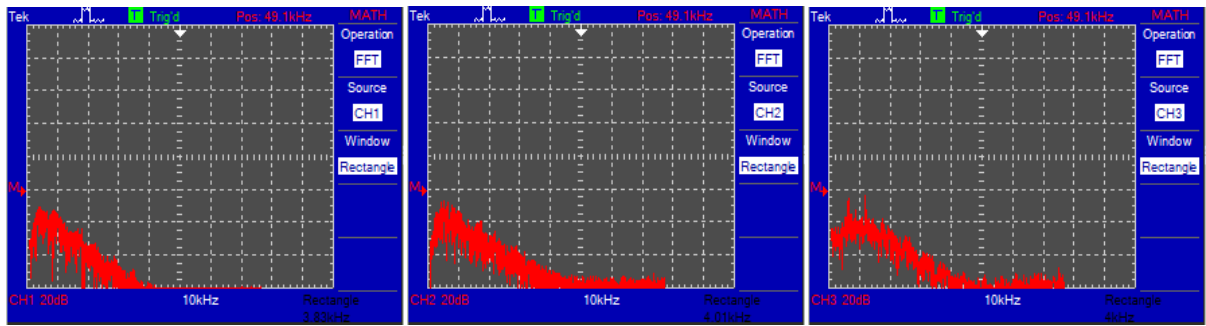 Tek T Trig'd Pos: 49.1kHz MATH
Operation
FFT
Source
CH1
Window
Rectangle
M
CH1 20dB 10kHz Rectangle
3.83kHz
Tek T Trig'd Pos: 49.1kHz MATH
Operation
FFT
Source
CH2
Window
Rectangle
M
CH2 20dB 10kHz Rectangle
4.01kHz
Tek T Trig'd Pos: 49.1kHz MATH
Operation
FFT
Source
CH3
Window
Rectangle
M
CH3 20dB 10kHz Rectangle
4kHz